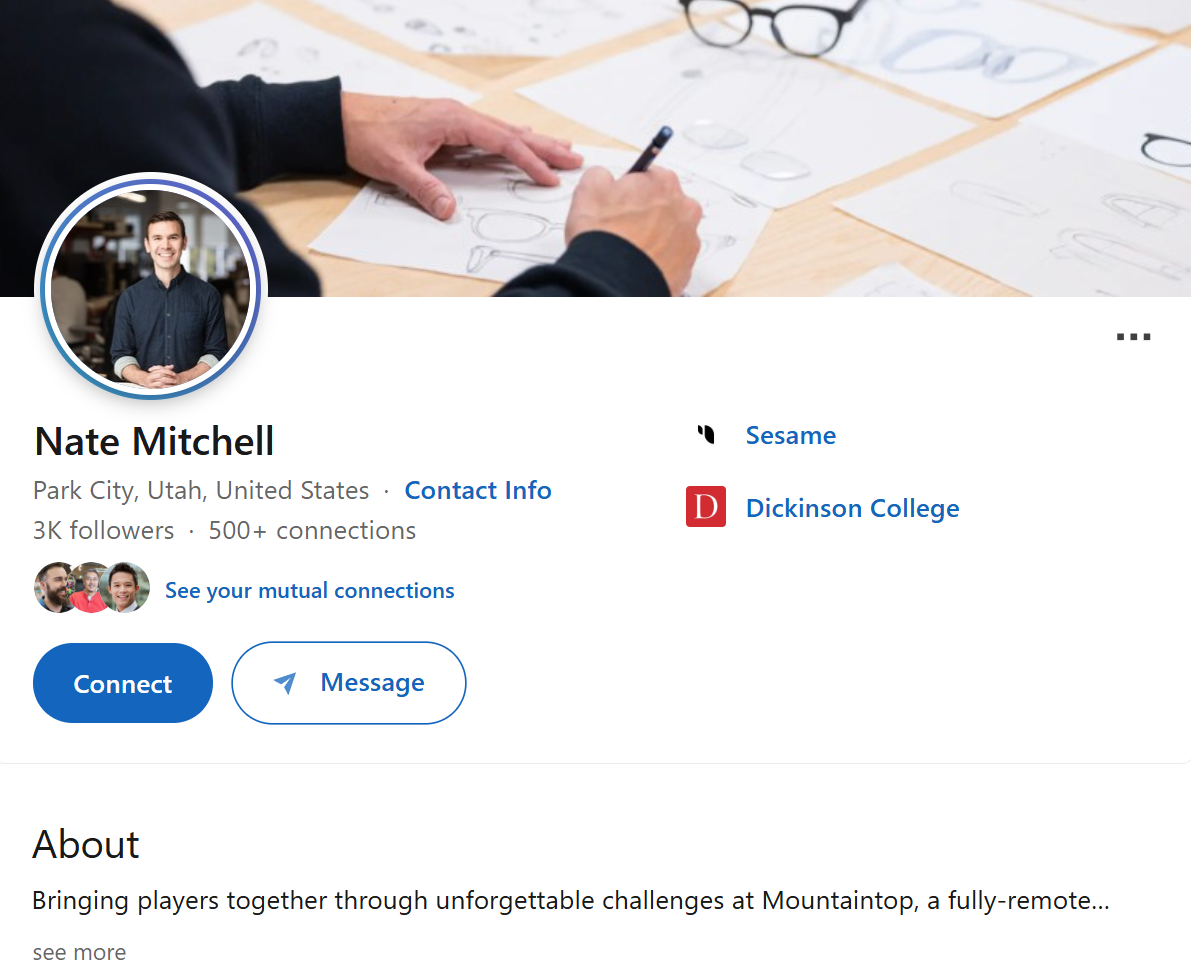 Nate Mitchell
Park City, Utah, United States · Contact Info
3K followers · 500+ connections
See your mutual connections
Connect
Message
Sesame
D
Dickinson College
About
Bringing players together through unforgettable challenges at Mountaintop, a fully-remote...
see more